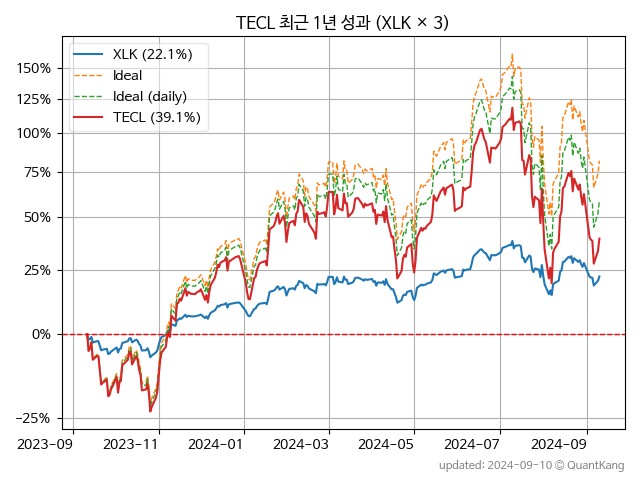 TECL 최근 1년 성과 (XLK × 3)
XLK (22.1%)
Ideal
Ideal (daily)
TECL (39.1%)
150%
125%
100%
75%
50%
25%
0%
−25%
2023-09 2023-11 2024-01 2024-03 2024-05 2024-07 2024-09
updated: 2024-09-10 © QuantKang